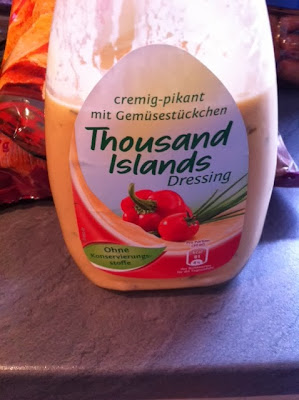 cremig-pikant
mit Gemüsestückchen
Thousand
Islands
Dressing
Ohne
Konservierungs-
stoffe